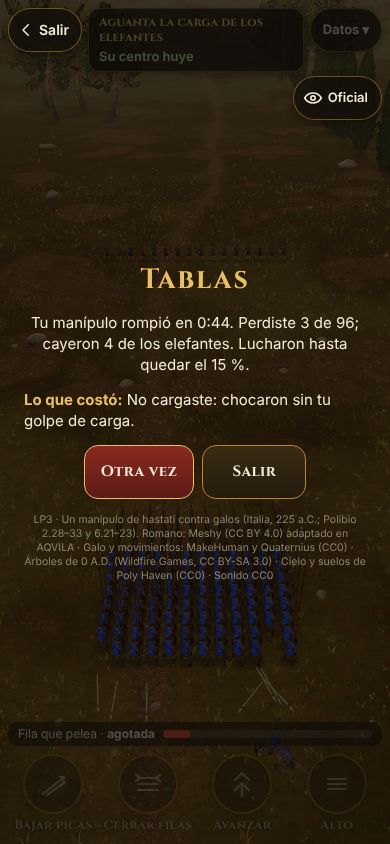 Salir
AGUANTA LA CARGA DE LOS
ELEFANTES
Su centro huye
Datos ▾
Oficial
TABLAS
Tu manípulo rompió en 0:44. Perdiste 3 de 96;
cayeron 4 de los elefantes. Lucharon hasta
quedar el 15 %.
Lo que costó: No cargaste: chocaron sin tu
golpe de carga.
OTRA VEZ
SALIR
LP3 · Un manípulo de hastati contra galos (Italia, 225 a.C.; Polibio
2.28–33 y 6.21–23). Romano: Meshy (CC BY 4.0) adaptado en
AQVILA · Galo y movimientos: MakeHuman y Quaternius (CC0) ·
Árboles de 0 A.D. (Wildfire Games, CC BY-SA 3.0) · Cielo y suelos de
Poly Haven (CC0) · Sonido CC0
Fila que pelea · agotada
BAJAR PICAS
CERRAR FILAS
AVANZAR
ALTO